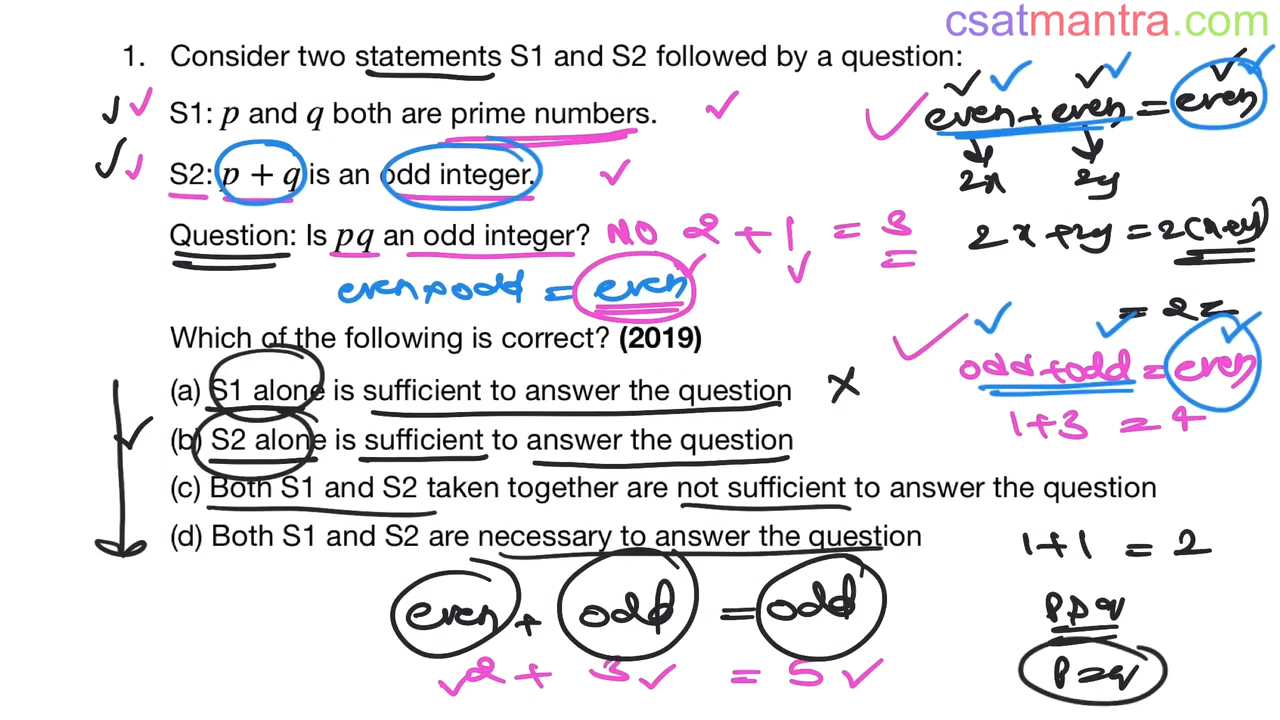 csatmantra.com
1. Consider two statements S1 and S2 followed by a question:
even + even = even
S1: p and q both are prime numbers.
2x 2y
S2: p + q is an odd integer.
2x + 2y = 2(x+y)
Question: Is pq an odd integer? NO 2 + 1 = 3
even × odd = even
= 2z
Which of the following is correct? (2019)
odd + odd = even
(a) S1 alone is sufficient to answer the question ×
1+3 = 4
(b) S2 alone is sufficient to answer the question
(c) Both S1 and S2 taken together are not sufficient to answer the question
(d) Both S1 and S2 are necessary to answer the question
1+1 = 2
even + odd = odd
2 + 3 = 5
p=q